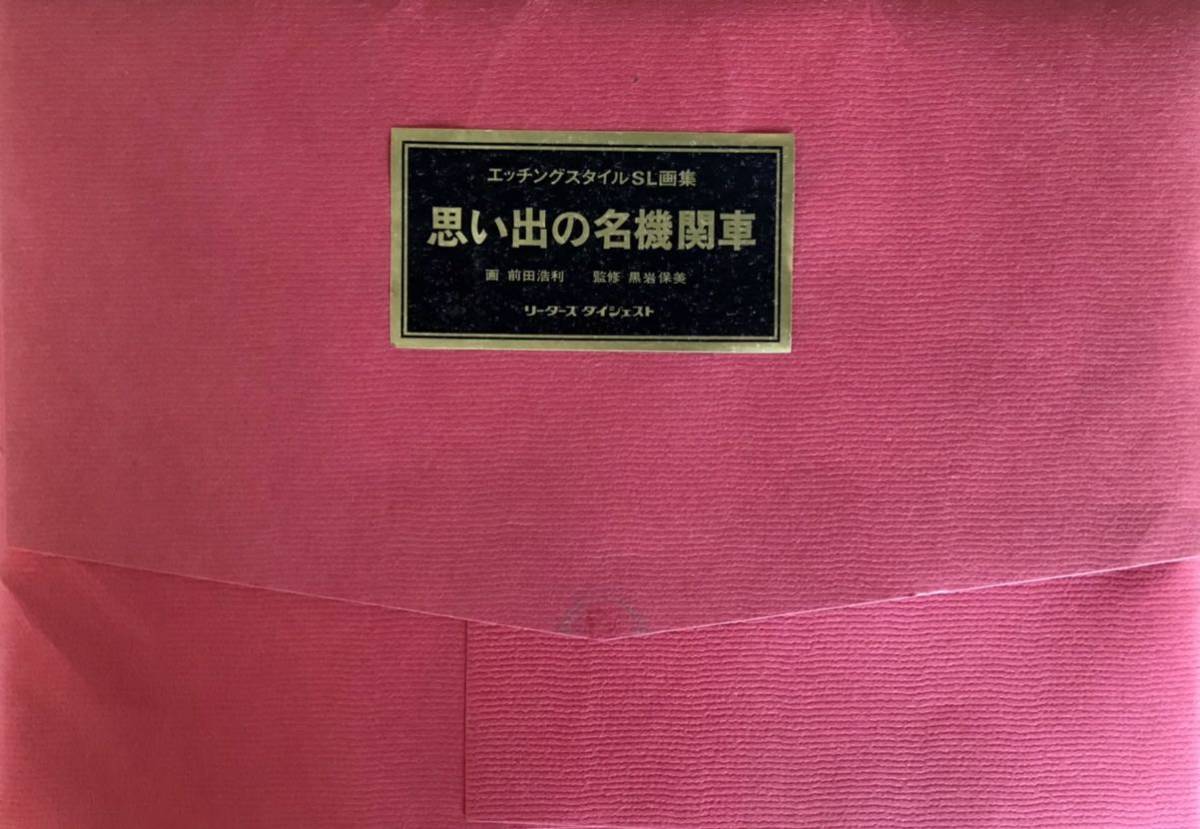 エッチングスタイルSL画集
思い出の名機関車
画 前田浩利 監修 黒岩保美
リーダーズ ダイジェスト